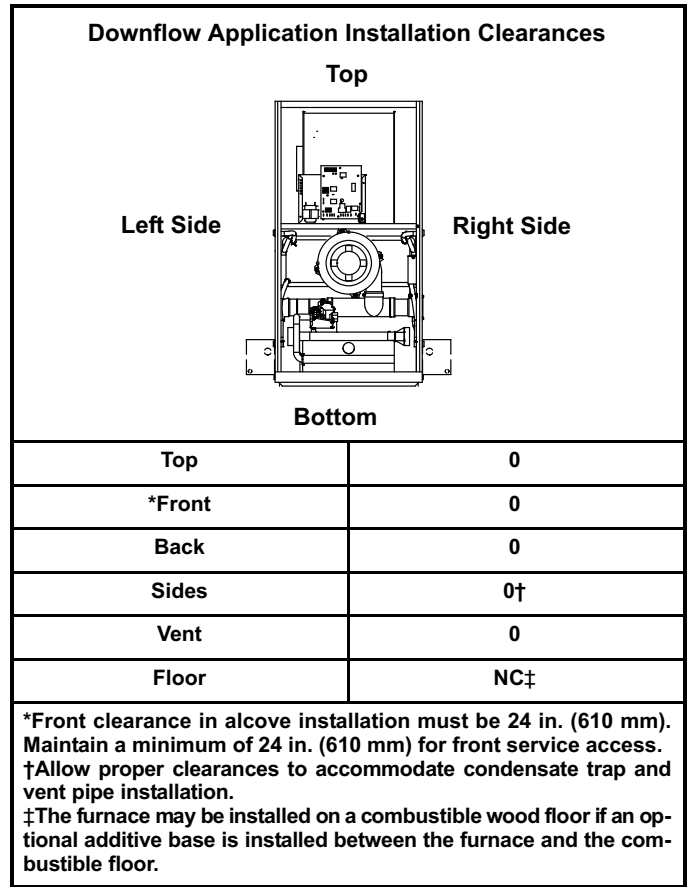 Downflow Application Installation Clearances
Top
Left Side
Right Side
Bottom
Top 0
*Front 0
Back 0
Sides 0†
Vent 0
Floor NC‡
*Front clearance in alcove installation must be 24 in. (610 mm).
Maintain a minimum of 24 in. (610 mm) for front service access.
†Allow proper clearances to accommodate condensate trap and
vent pipe installation.
‡The furnace may be installed on a combustible wood floor if an op-
tional additive base is installed between the furnace and the com-
bustible floor.